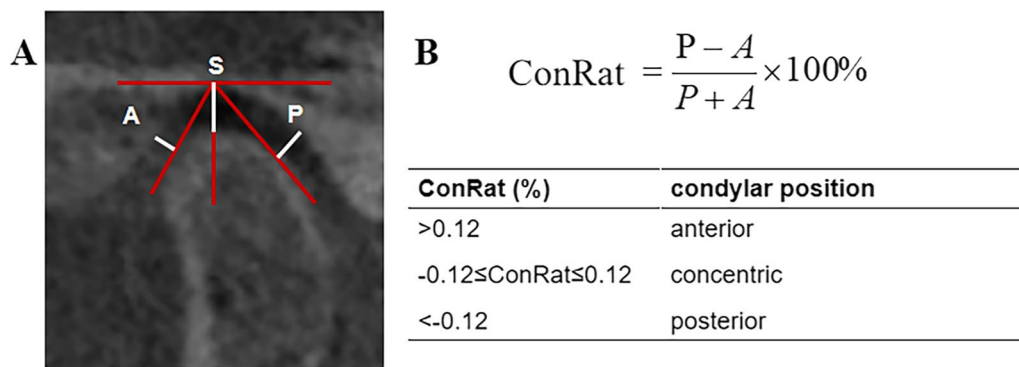 A
S
A
P
B
ConRat = P − A / P + A ×100%
ConRat (%) condylar position
>0.12 anterior
-0.12≤ConRat≤0.12 concentric
<-0.12 posterior